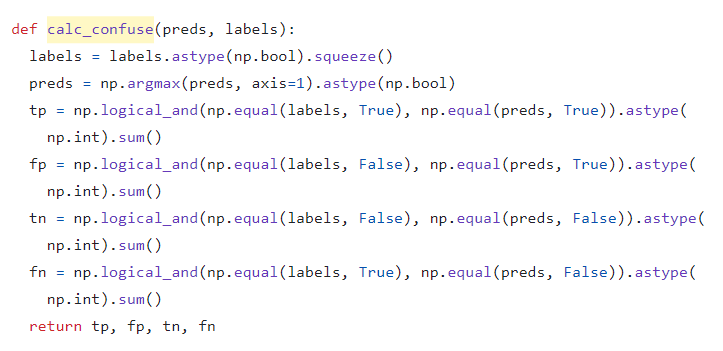 def calc_confuse(preds, labels):
  labels = labels.astype(np.bool).squeeze()
  preds = np.argmax(preds, axis=1).astype(np.bool)
  tp = np.logical_and(np.equal(labels, True), np.equal(preds, True)).astype(
    np.int).sum()
  fp = np.logical_and(np.equal(labels, False), np.equal(preds, True)).astype(
    np.int).sum()
  tn = np.logical_and(np.equal(labels, False), np.equal(preds, False)).astype(
    np.int).sum()
  fn = np.logical_and(np.equal(labels, True), np.equal(preds, False)).astype(
    np.int).sum()
  return tp, fp, tn, fn